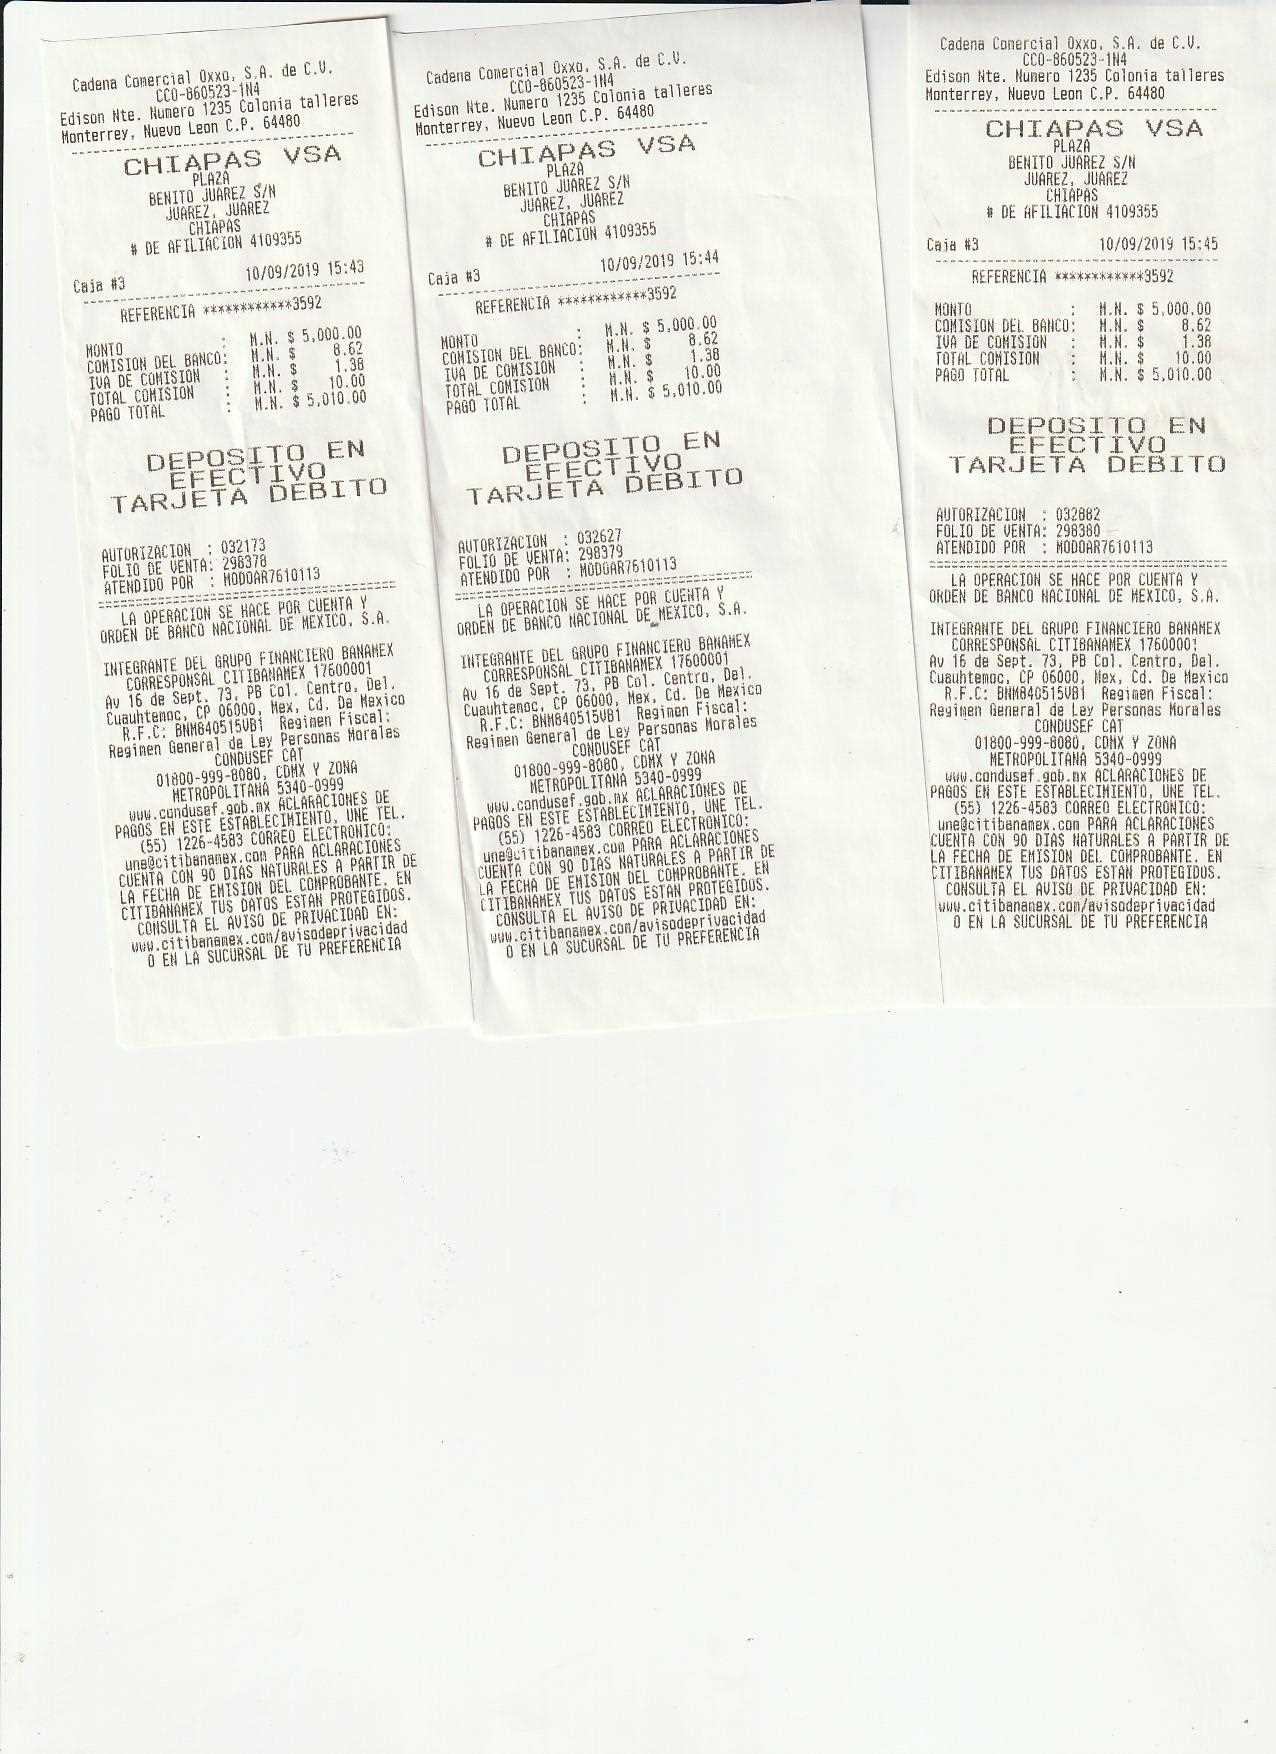 Cadena Comercial Oxxo, S.A. de C.V.
CCO-860523-1N4
Edison Nte. Numero 1235 Colonia talleres
Monterrey, Nuevo Leon C.P. 64480
CHIAPAS VSA
PLAZA
BENITO JUAREZ S/N
JUAREZ, JUAREZ
CHIAPAS
# DE AFILIACION 4109355
Caja #3 10/09/2019 15:43
REFERENCIA ************3592
MONTO : M.N. $ 5,000.00
COMISION DEL BANCO: M.N. $ 8.62
IVA DE COMISION : M.N. $ 1.38
TOTAL COMISION : M.N. $ 10.00
PAGO TOTAL : M.N. $ 5,010.00
DEPOSITO EN
EFECTIVO
TARJETA DEBITO
AUTORIZACION : 032173
FOLIO DE VENTA: 298378
ATENDIDO POR : MODOAR7610113
LA OPERACION SE HACE POR CUENTA Y
ORDEN DE BANCO NACIONAL DE MEXICO, S.A.
INTEGRANTE DEL GRUPO FINANCIERO BANAMEX
CORRESPONSAL CITIBANAMEX 17600001
Av 16 de Sept. 73, PB Col. Centro, Del.
Cuauhtemoc, CP 06000, Mex, Cd. De Mexico
R.F.C: BNM840515VB1 Regimen Fiscal:
Regimen General de Ley Personas Morales
CONDUSEF CAT
01800-999-8080, CDMX Y ZONA
METROPOLITANA 5340-0999
www.condusef.gob.mx ACLARACIONES DE
PAGOS EN ESTE ESTABLECIMIENTO, UNE TEL.
(55) 1226-4583 CORREO ELECTRONICO:
une@citibanamex.com PARA ACLARACIONES
CUENTA CON 90 DIAS NATURALES A PARTIR DE
LA FECHA DE EMISION DEL COMPROBANTE. EN
CITIBANAMEX TUS DATOS ESTAN PROTEGIDOS.
CONSULTA EL AVISO DE PRIVACIDAD EN:
www.citibanamex.com/avisodeprivacidad
O EN LA SUCURSAL DE TU PREFERENCIA
Cadena Comercial Oxxo, S.A. de C.V.
CCO-860523-1N4
Edison Nte. Numero 1235 Colonia talleres
Monterrey, Nuevo Leon C.P. 64480
CHIAPAS VSA
PLAZA
BENITO JUAREZ S/N
JUAREZ, JUAREZ
CHIAPAS
# DE AFILIACION 4109355
Caja #3 10/09/2019 15:44
REFERENCIA ************3592
MONTO : M.N. $ 5,000.00
COMISION DEL BANCO: M.N. $ 8.62
IVA DE COMISION : M.N. $ 1.38
TOTAL COMISION : M.N. $ 10.00
PAGO TOTAL : M.N. $ 5,010.00
DEPOSITO EN
EFECTIVO
TARJETA DEBITO
AUTORIZACION : 032627
FOLIO DE VENTA: 298379
ATENDIDO POR : MODOAR7610113
LA OPERACION SE HACE POR CUENTA Y
ORDEN DE BANCO NACIONAL DE MEXICO, S.A.
INTEGRANTE DEL GRUPO FINANCIERO BANAMEX
CORRESPONSAL CITIBANAMEX 17600001
Av 16 de Sept. 73, PB Col. Centro, Del.
Cuauhtemoc, CP 06000, Mex, Cd. De Mexico
R.F.C: BNM840515VB1 Regimen Fiscal:
Regimen General de Ley Personas Morales
CONDUSEF CAT
01800-999-8080, CDMX Y ZONA
METROPOLITANA 5340-0999
www.condusef.gob.mx ACLARACIONES DE
PAGOS EN ESTE ESTABLECIMIENTO, UNE TEL.
(55) 1226-4583 CORREO ELECTRONICO:
une@citibanamex.com PARA ACLARACIONES
CUENTA CON 90 DIAS NATURALES A PARTIR DE
LA FECHA DE EMISION DEL COMPROBANTE. EN
CITIBANAMEX TUS DATOS ESTAN PROTEGIDOS.
CONSULTA EL AVISO DE PRIVACIDAD EN:
www.citibanamex.com/avisodeprivacidad
O EN LA SUCURSAL DE TU PREFERENCIA
Cadena Comercial Oxxo, S.A. de C.V.
CCO-860523-1N4
Edison Nte. Numero 1235 Colonia talleres
Monterrey, Nuevo Leon C.P. 64480
CHIAPAS VSA
PLAZA
BENITO JUAREZ S/N
JUAREZ, JUAREZ
CHIAPAS
# DE AFILIACION 4109355
Caja #3 10/09/2019 15:45
REFERENCIA ************3592
MONTO : M.N. $ 5,000.00
COMISION DEL BANCO: M.N. $ 8.62
IVA DE COMISION : M.N. $ 1.38
TOTAL COMISION : M.N. $ 10.00
PAGO TOTAL : M.N. $ 5,010.00
DEPOSITO EN
EFECTIVO
TARJETA DEBITO
AUTORIZACION : 032882
FOLIO DE VENTA: 298380
ATENDIDO POR : MODOAR7610113
LA OPERACION SE HACE POR CUENTA Y
ORDEN DE BANCO NACIONAL DE MEXICO, S.A.
INTEGRANTE DEL GRUPO FINANCIERO BANAMEX
CORRESPONSAL CITIBANAMEX 17600001
Av 16 de Sept. 73, PB Col. Centro, Del.
Cuauhtemoc, CP 06000, Mex, Cd. De Mexico
R.F.C: BNM840515VB1 Regimen Fiscal:
Regimen General de Ley Personas Morales
CONDUSEF CAT
01800-999-8080, CDMX Y ZONA
METROPOLITANA 5340-0999
www.condusef.gob.mx ACLARACIONES DE
PAGOS EN ESTE ESTABLECIMIENTO, UNE TEL.
(55) 1226-4583 CORREO ELECTRONICO:
une@citibanamex.com PARA ACLARACIONES
CUENTA CON 90 DIAS NATURALES A PARTIR DE
LA FECHA DE EMISION DEL COMPROBANTE. EN
CITIBANAMEX TUS DATOS ESTAN PROTEGIDOS.
CONSULTA EL AVISO DE PRIVACIDAD EN:
www.citibanamex.com/avisodeprivacidad
O EN LA SUCURSAL DE TU PREFERENCIA